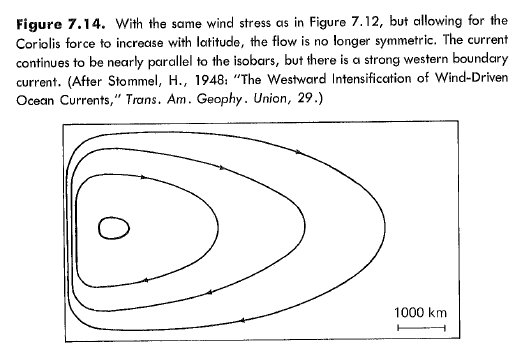 Figure 7.14. With the same wind stress as in Figure 7.12, but allowing for the
Coriolis force to increase with latitude, the flow is no longer symmetric. The current
continues to be nearly parallel to the isobars, but there is a strong western boundary
current. (After Stommel, H., 1948: "The Westward Intensification of Wind-Driven
Ocean Currents," Trans. Am. Geophy. Union, 29.)
1000 km